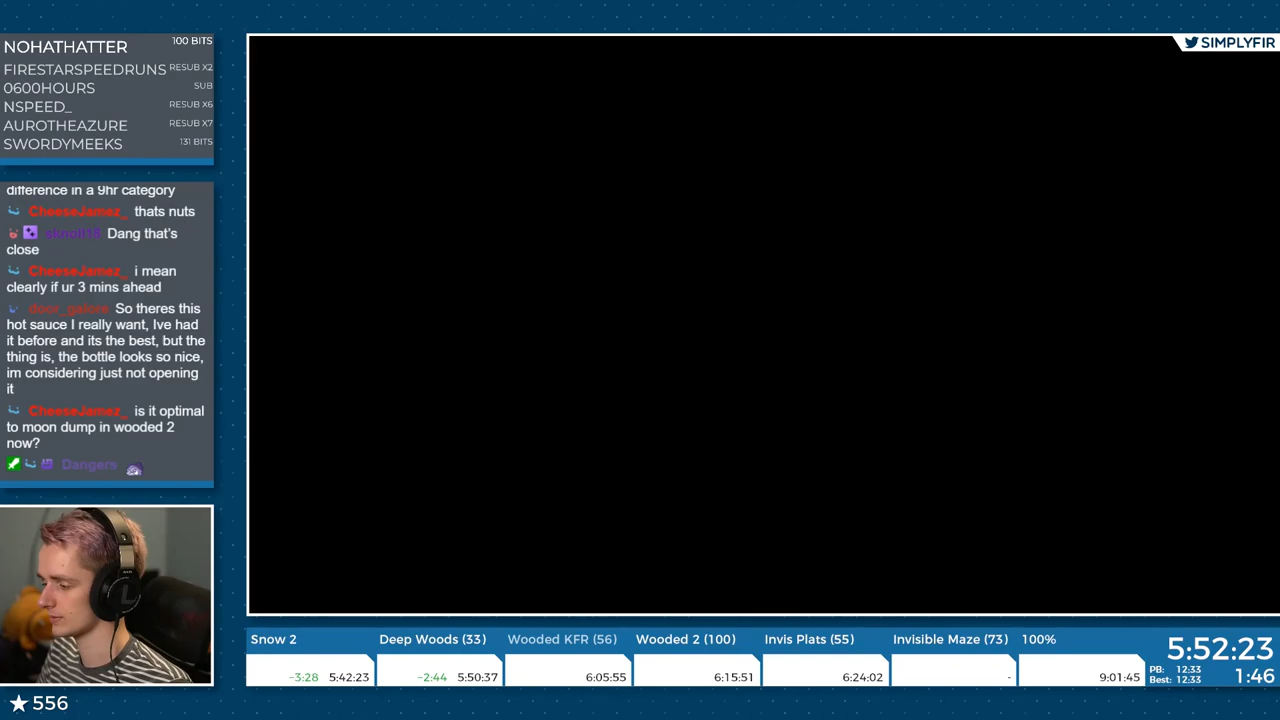 NOHATHATTER 100 BITS
FIRESTARSPEEDRUNS RESUB X2
0600HOURS SUB
NSPEED_ RESUB X6
AUROTHEAZURE RESUB X7
SWORDYMEEKS 131 BITS
SIMPLYFIR
difference in a 9hr category
CheeseJamez_ thats nuts
Dang that's
close
CheeseJamez_ i mean
clearly if ur 3 mins ahead
door_galore So theres this
hot sauce I really want, Ive had
it before and its the best, but the
thing is, the bottle looks so nice,
im considering just not opening
it
CheeseJamez_ is it optimal
to moon dump in wooded 2
now?
Dangers
Snow 2 Deep Woods (33) Wooded KFR (56) Wooded 2 (100) Invis Plats (55) Invisible Maze (73) 100%
−3:28 5:42:23 −2:44 5:50:37 6:05:55 6:15:51 6:24:02 - 9:01:45
5:52:23
PB: 12:33
Best: 12:33
1:46
★ 556